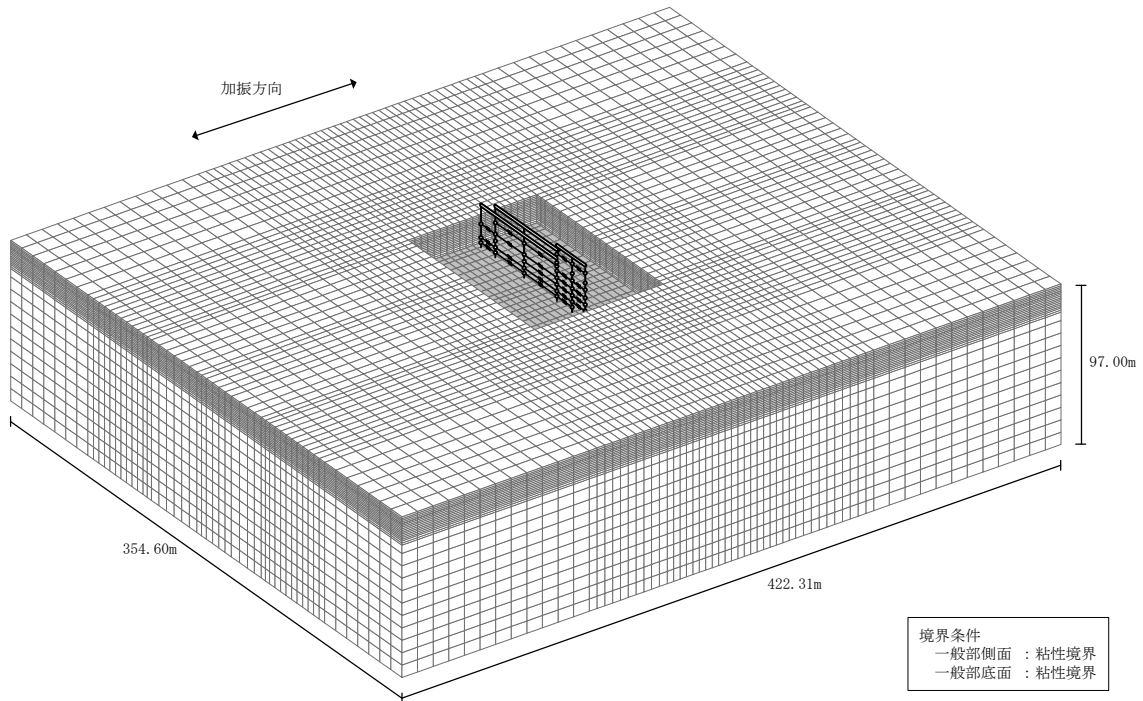 加振方向
97.00m
354.60m
422.31m
境界条件
一般部側面 : 粘性境界
一般部底面 : 粘性境界